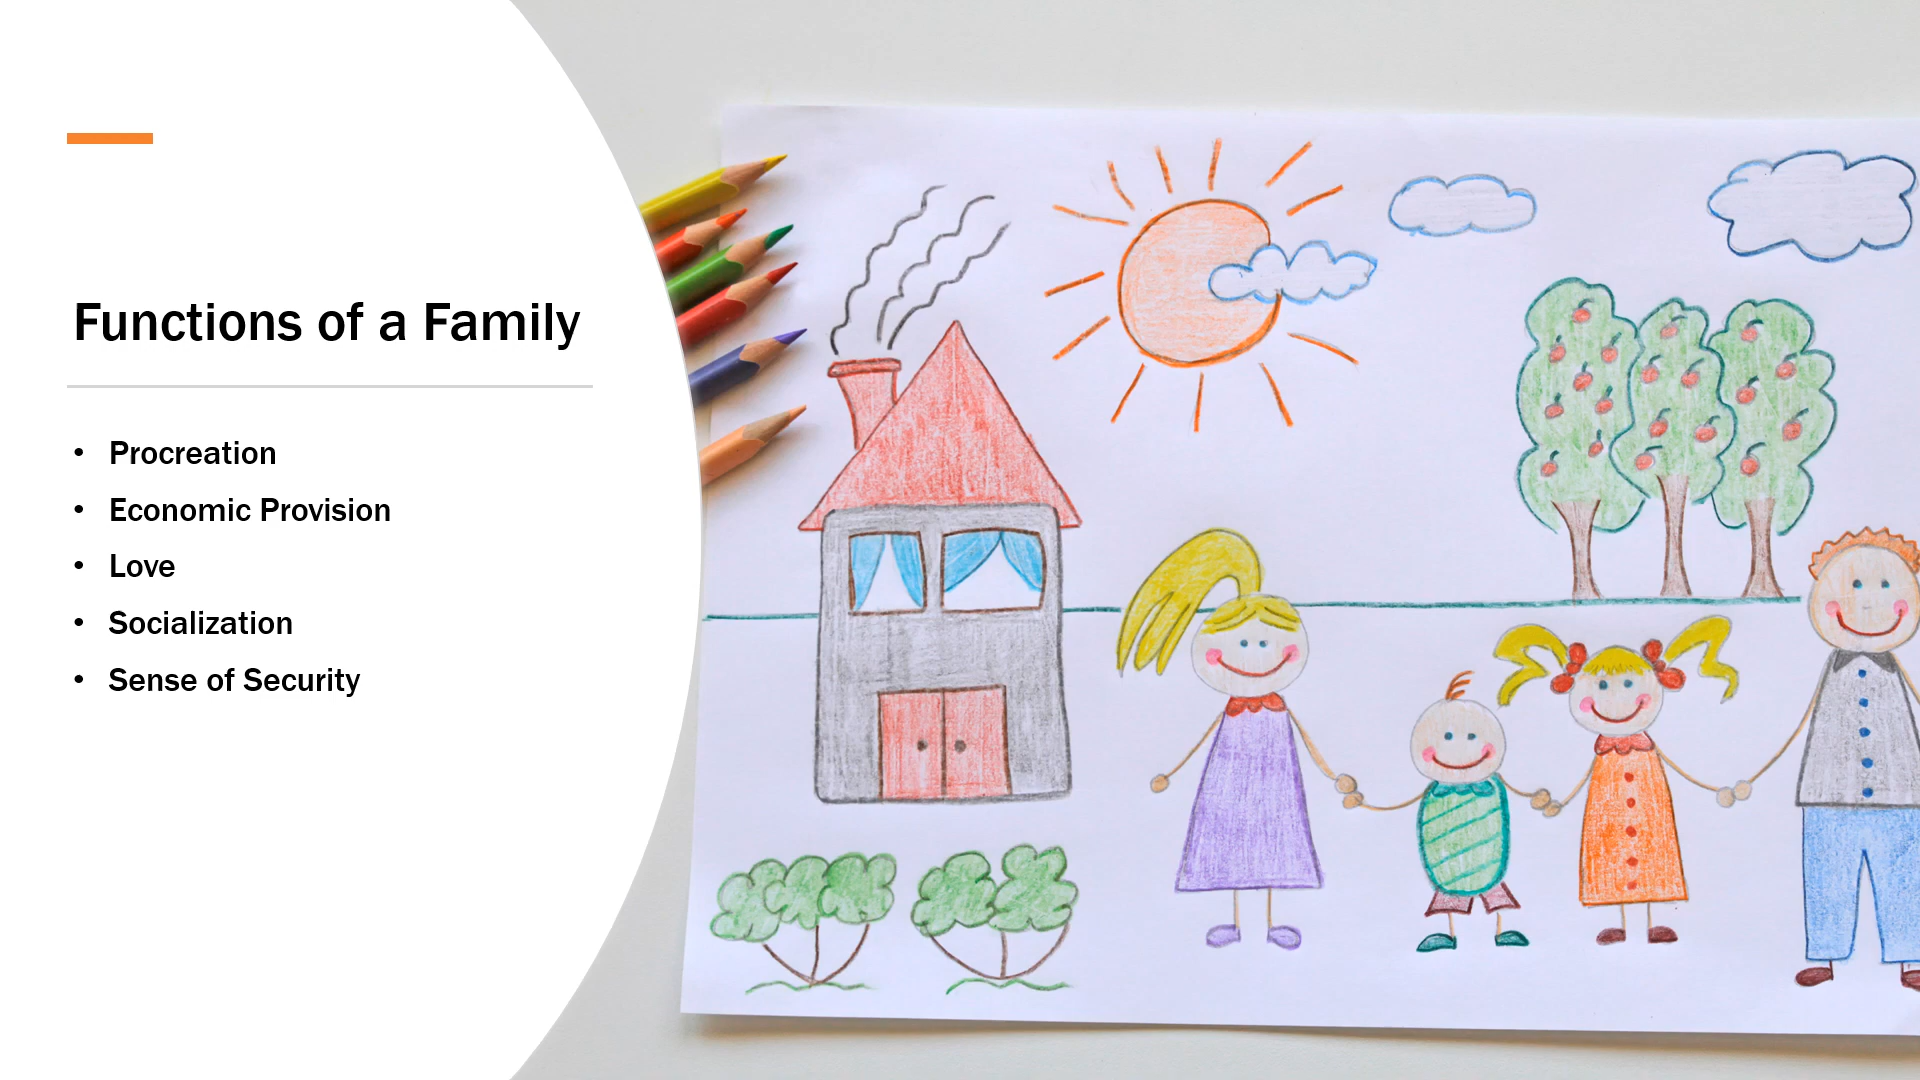 Functions of a Family
• Procreation
• Economic Provision
• Love
• Socialization
• Sense of Security